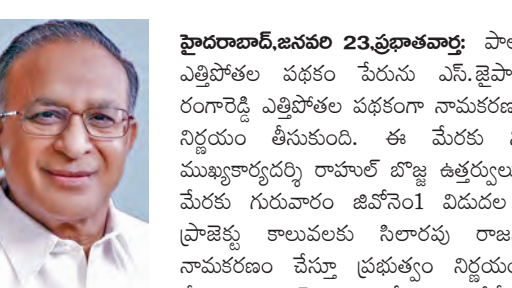 హైదరాబాద్,జనవరి 23,ప్రభాతవార్త:
ఎత్తిపోతల పథకం పేరును ఎస్.జైపా
రంగారెడ్డి ఎత్తిపోతల పథకంగా నామకరణ
నిర్ణయం తీసుకుంది. ఈ మేరకు
ముఖ్యకార్యదర్శి రాహుల్ బొజ్జ ఉత్తర్వులు
మేరకు గురువారం జివోనెం1 విడుదల
ప్రాజెక్టు కాలువలకు సిలారపు రాజ
నామకరణం చేస్తూ ప్రభుత్వం నిర్ణయం